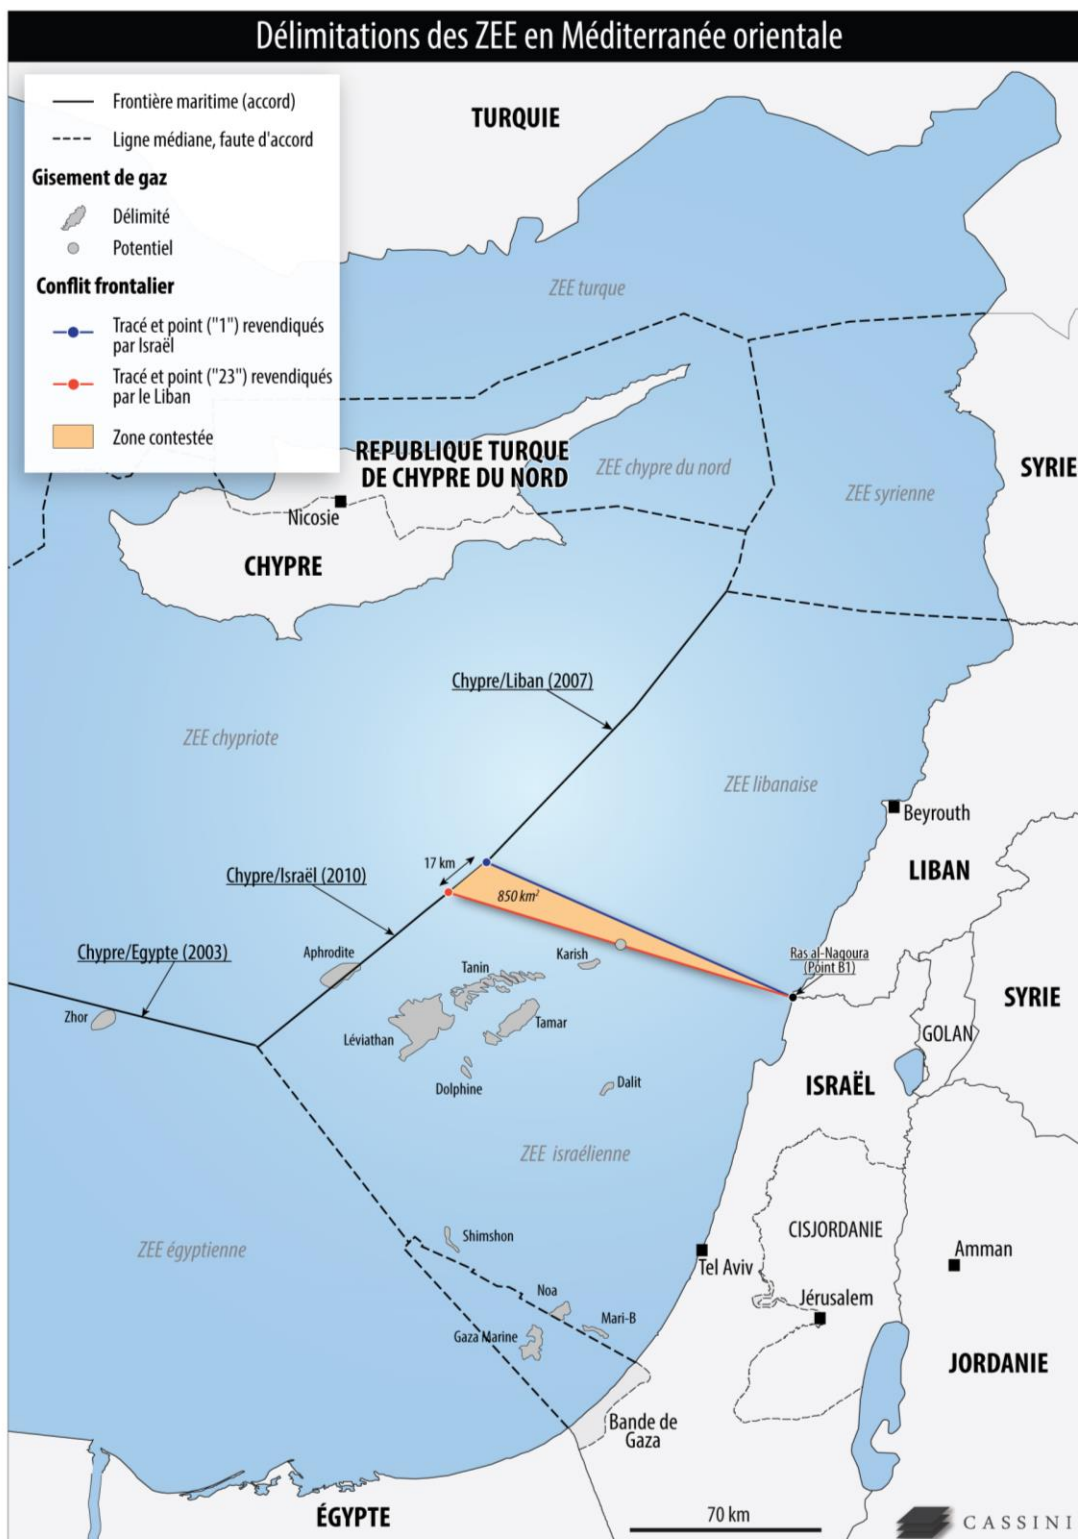 Délimitations des ZEE en Méditerranée orientale
Frontière maritime (accord)
Ligne médiane, faute d'accord
Gisement de gaz
Délimité
Potentiel
Conflit frontalier
Tracé et point ("1") revendiqués
par Israël
Tracé et point ("23") revendiqués
par le Liban
Zone contestée
TURQUIE
ZEE turque
REPUBLIQUE TURQUE
DE CHYPRE DU NORD
ZEE chypre du nord
ZEE syrienne
SYRIE
Nicosie
CHYPRE
Chypre/Liban (2007)
ZEE chypriote
ZEE libanaise
Beyrouth
LIBAN
17 km
850 km²
Chypre/Israël (2010)
Chypre/Egypte (2003)
Aphrodite
Karish
Tanin
Ras al-Naqoura
(Point B1)
SYRIE
Zhor
Tamar
Léviathan
GOLAN
Dolphine
Dalit
ISRAËL
ZEE israélienne
ZEE égyptienne
Shimshon
CISJORDANIE
Amman
Tel Aviv
Jérusalem
Noa
Mari-B
Gaza Marine
JORDANIE
Bande de
Gaza
ÉGYPTE
70 km
CASSINI